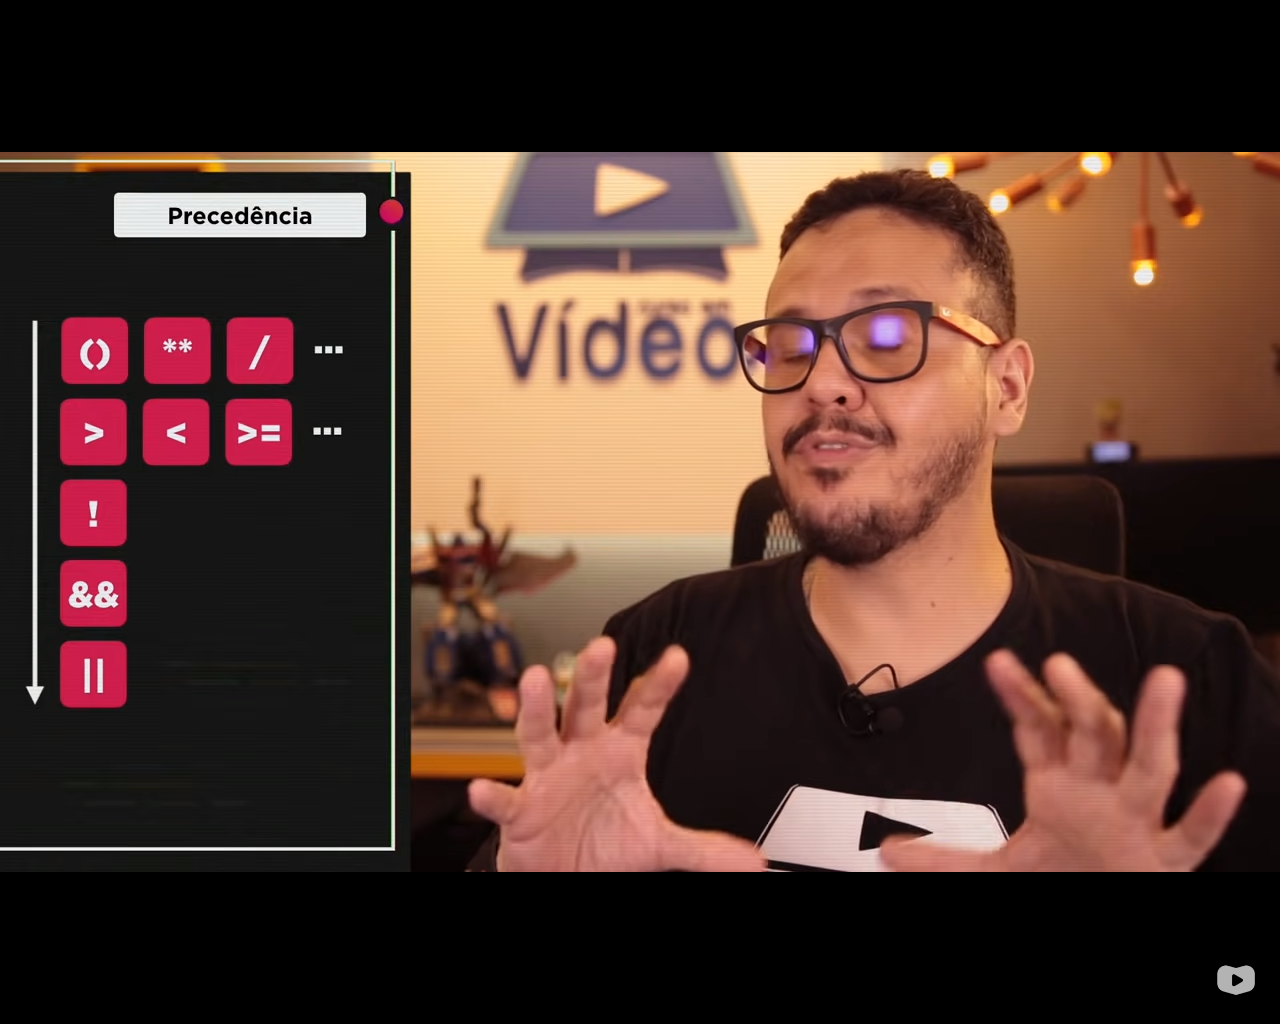 Precedência
() ** / ...
> < >= ...
!
&&
||
Vídeo